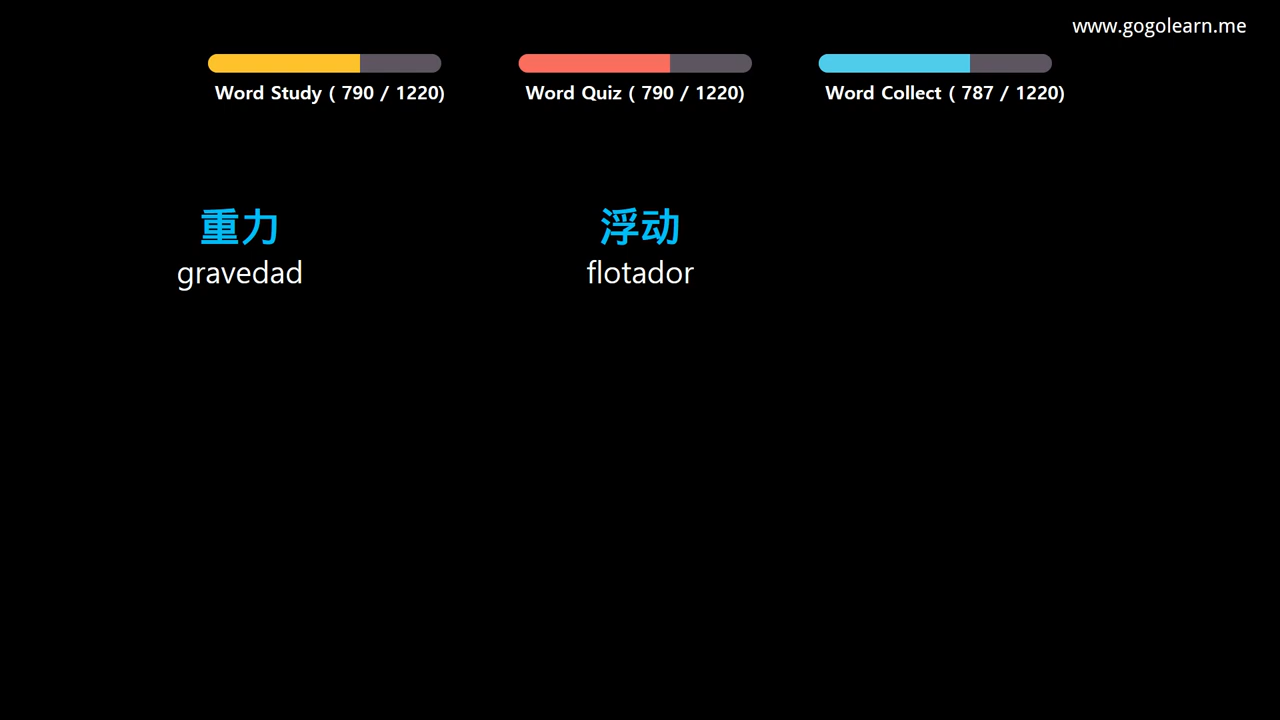 www.gogolearn.me
Word Study ( 790 / 1220)
Word Quiz ( 790 / 1220)
Word Collect ( 787 / 1220)
重力
gravedad
浮动
flotador